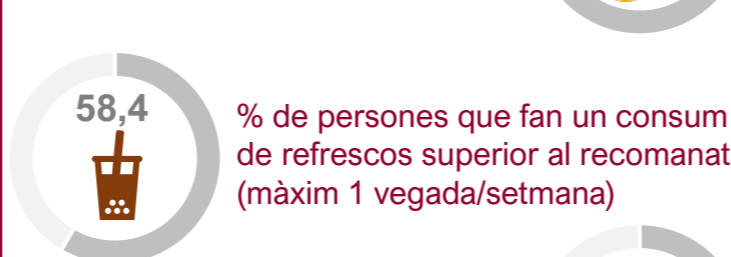 58,4
% de persones que fan un consum
de refrescos superior al recomanat
(màxim 1 vegada/setmana)